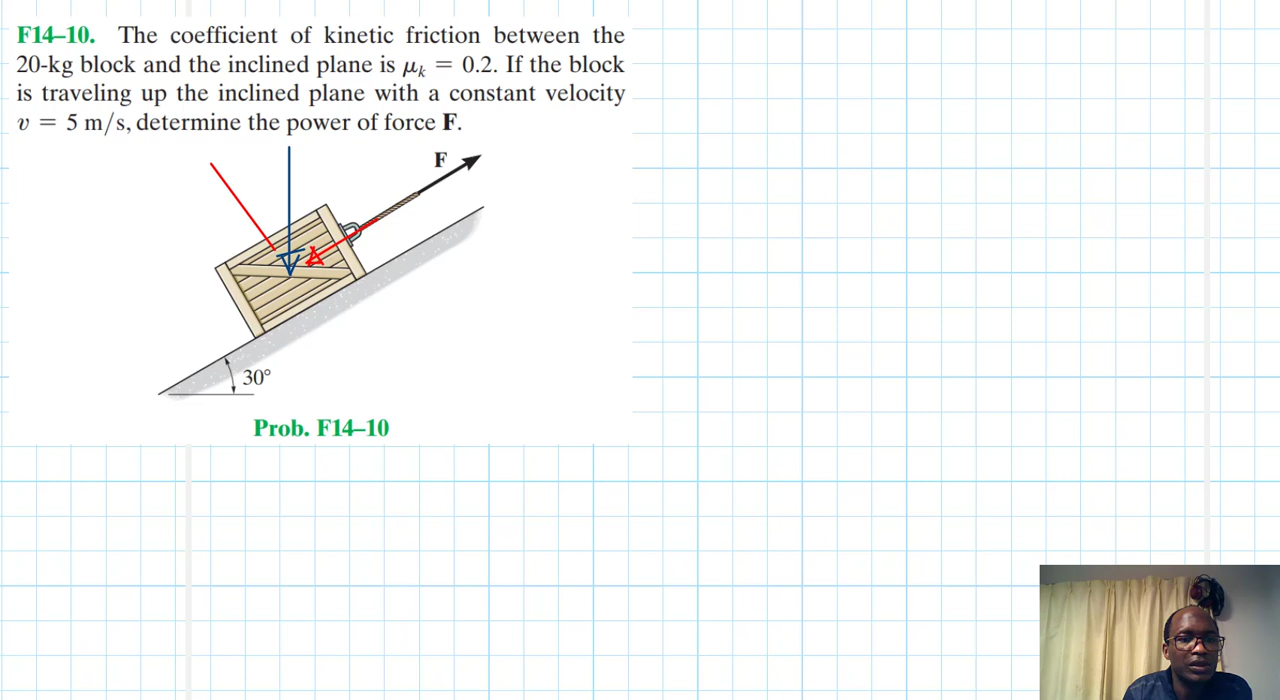 F14–10. The coefficient of kinetic friction between the
20-kg block and the inclined plane is μk = 0.2. If the block
is traveling up the inclined plane with a constant velocity
v = 5 m/s, determine the power of force F.
F
30°
Prob. F14–10